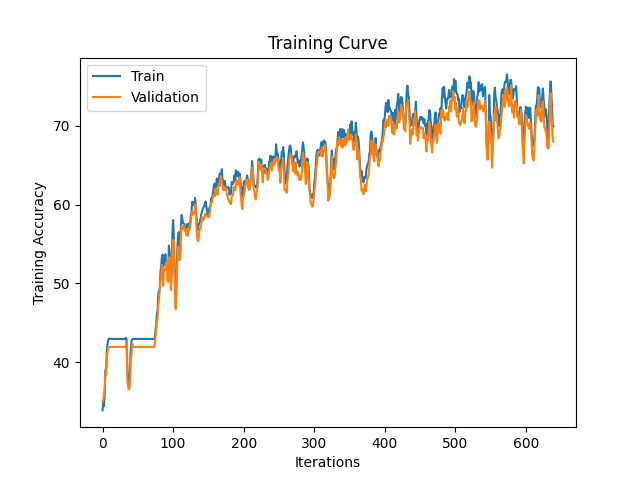 Training Curve
Train
Validation
Training Accuracy
70
60
50
40
0 100 200 300 400 500 600
Iterations